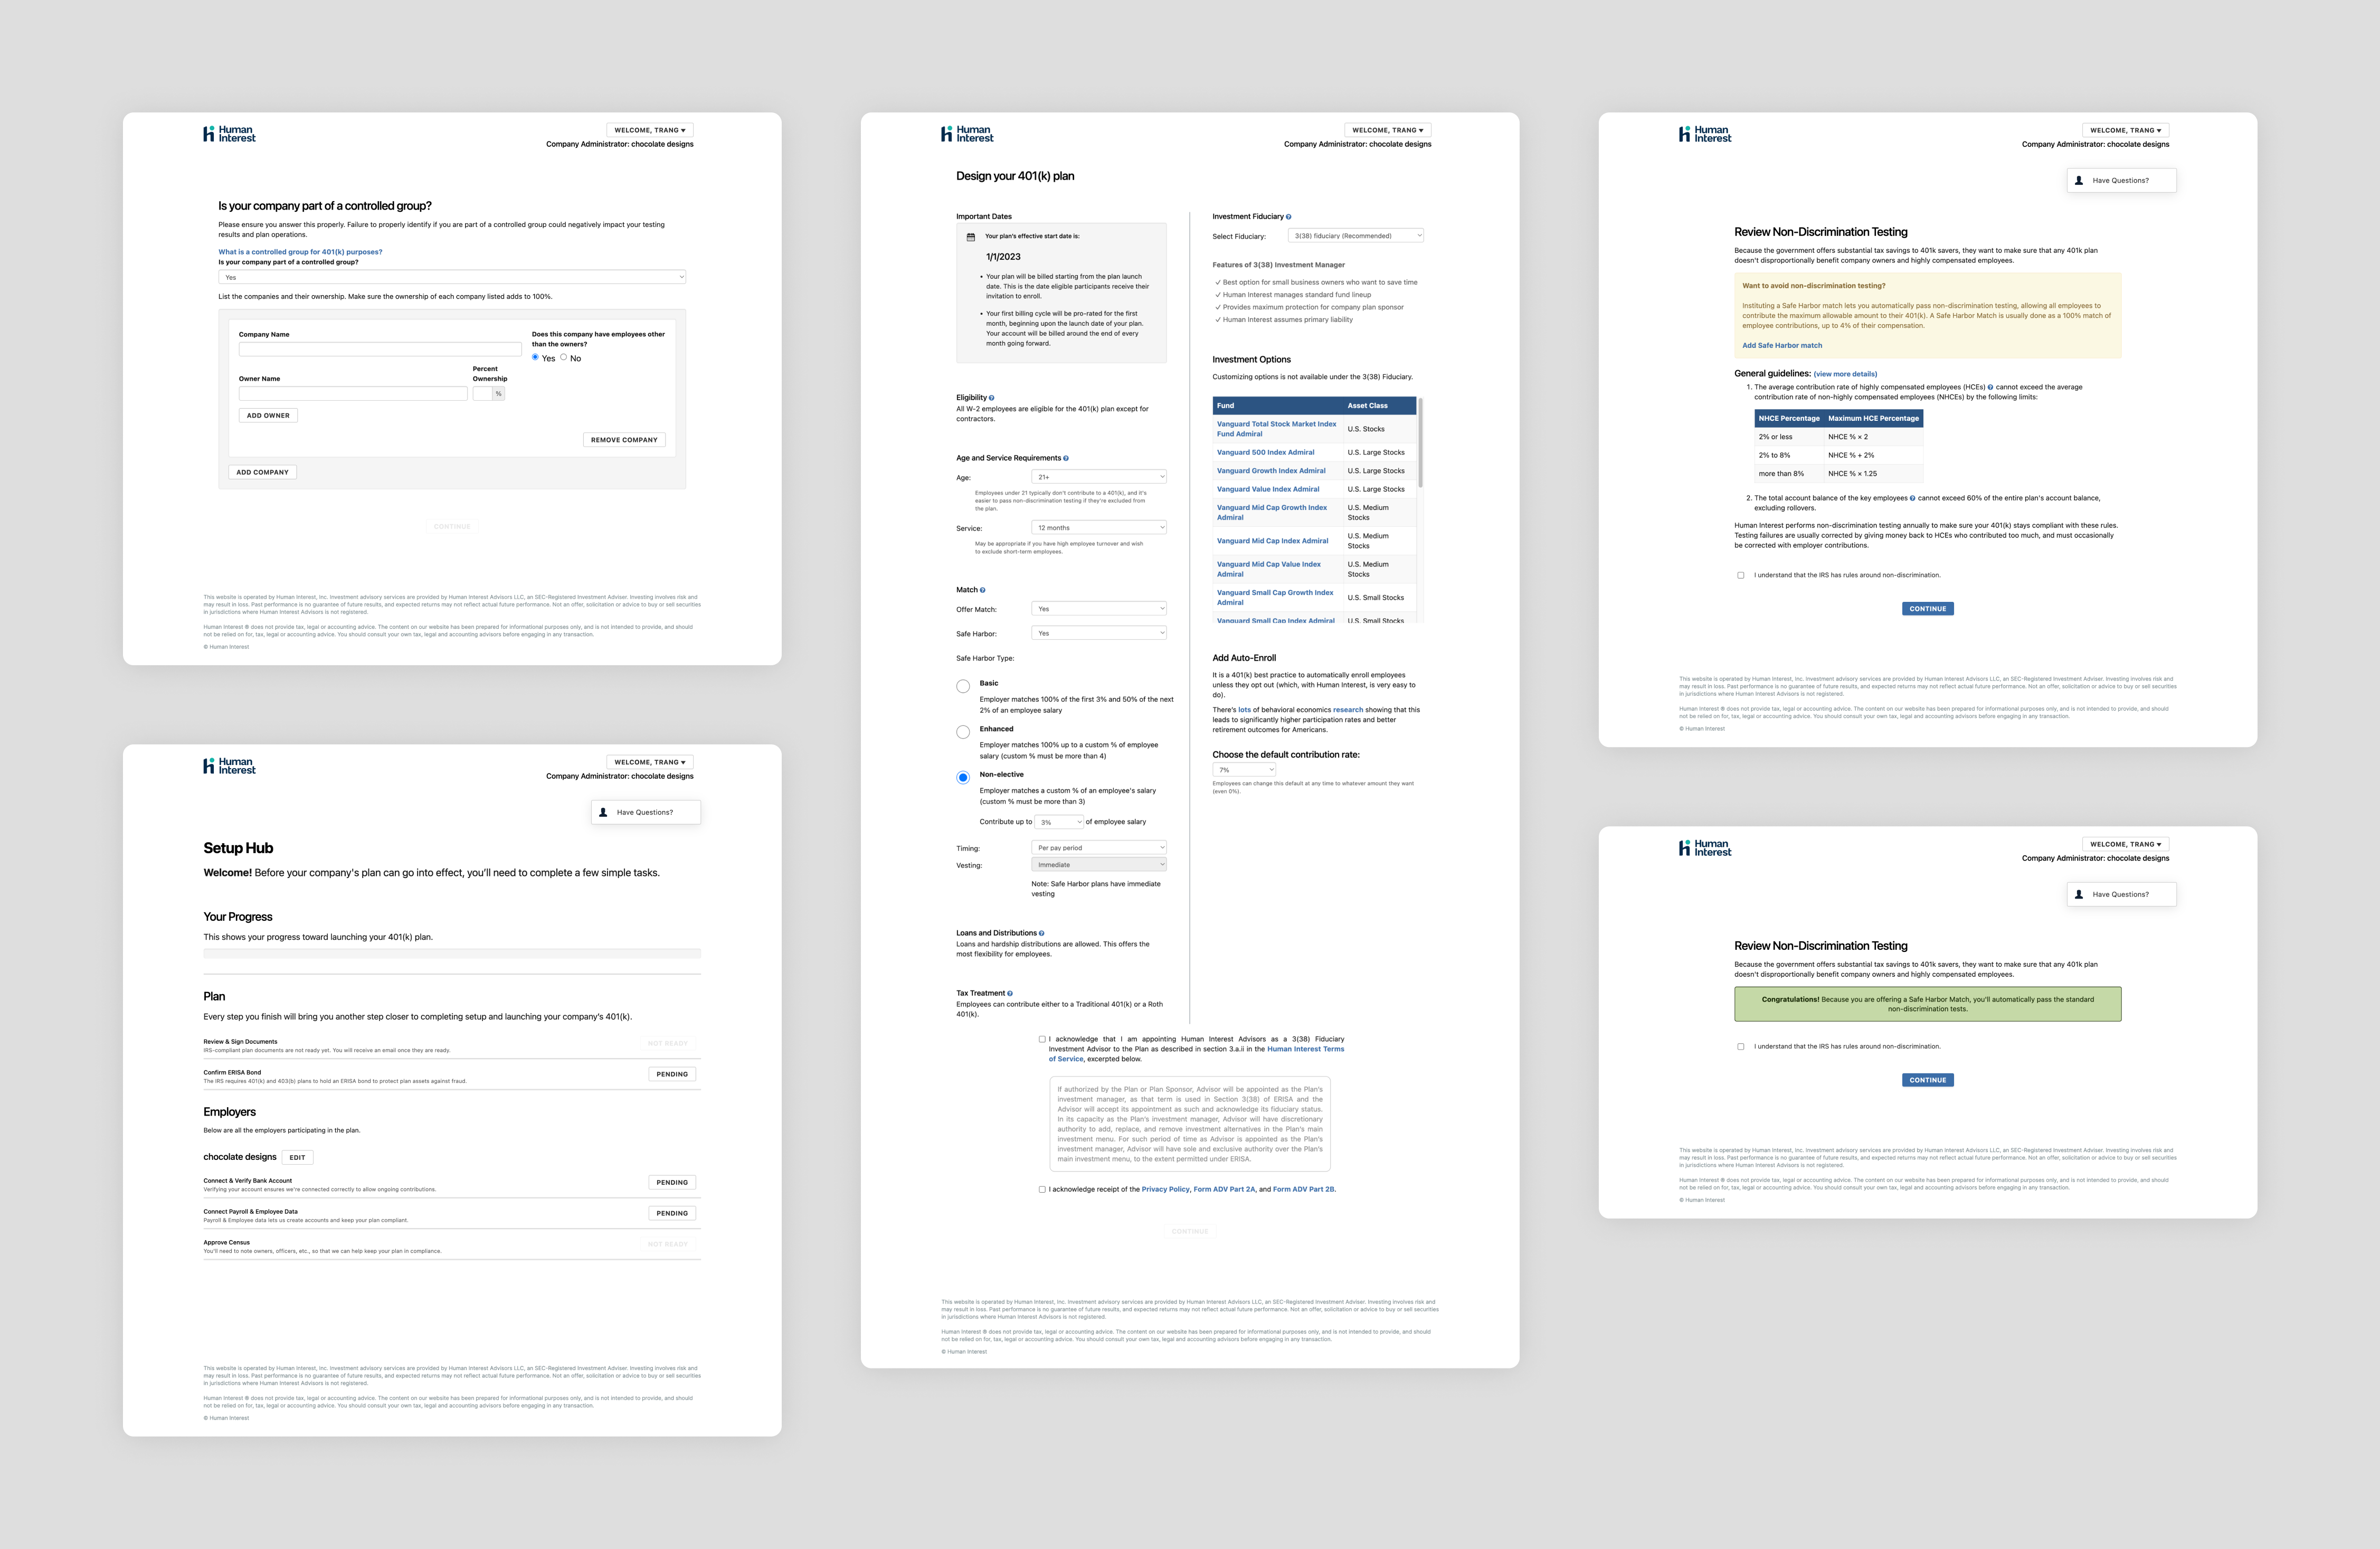 Human
Interest
WELCOME, TRANG ▾
Company Administrator: chocolate designs
Is your company part of a controlled group?
Please ensure you answer this properly. Failure to properly identify if you are part of a controlled group could negatively impact your testing
results and plan operations.
What is a controlled group for 401(k) purposes?
Is your company part of a controlled group?
Yes
List the companies and their ownership. Make sure the ownership of each company listed adds to 100%.
Company Name
Does this company have employees other
than the owners?
Yes No
Owner Name
Percent
Ownership
%
ADD OWNER
REMOVE COMPANY
ADD COMPANY
CONTINUE
This website is operated by Human Interest, Inc. Investment advisory services are provided by Human Interest Advisors LLC, an SEC-Registered Investment Adviser. Investing involves risk and
may result in loss. Past performance is no guarantee of future results, and expected returns may not reflect actual future performance. Not an offer, solicitation or advice to buy or sell securities
in jurisdictions where Human Interest Advisors is not registered.
Human Interest ® does not provide tax, legal or accounting advice. The content on our website has been prepared for informational purposes only, and is not intended to provide, and should
not be relied on for, tax, legal or accounting advice. You should consult your own tax, legal and accounting advisors before engaging in any transaction.
© Human Interest
Human
Interest
WELCOME, TRANG ▾
Company Administrator: chocolate designs
Have Questions?
Setup Hub
Welcome! Before your company's plan can go into effect, you'll need to complete a few simple tasks.
Your Progress
This shows your progress toward launching your 401(k) plan.
Plan
Every step you finish will bring you another step closer to completing setup and launching your company's 401(k).
Review & Sign Documents
IRS-compliant plan documents are not ready yet. You will receive an email once they are ready.
NOT READY
Confirm ERISA Bond
The IRS requires 401(k) and 403(b) plans to hold an ERISA bond to protect plan assets against fraud.
PENDING
Employers
Below are all the employers participating in the plan.
chocolate designs EDIT
Connect & Verify Bank Account
Verifying your account ensures we're connected correctly to allow ongoing contributions.
PENDING
Connect Payroll & Employee Data
Payroll & Employee data lets us create accounts and keep your plan compliant.
PENDING
Approve Census
You'll need to note owners, officers, etc., so that we can help keep your plan in compliance.
NOT READY
This website is operated by Human Interest, Inc. Investment advisory services are provided by Human Interest Advisors LLC, an SEC-Registered Investment Adviser. Investing involves risk and
may result in loss. Past performance is no guarantee of future results, and expected returns may not reflect actual future performance. Not an offer, solicitation or advice to buy or sell securities
in jurisdictions where Human Interest Advisors is not registered.
Human Interest ® does not provide tax, legal or accounting advice. The content on our website has been prepared for informational purposes only, and is not intended to provide, and should
not be relied on for, tax, legal or accounting advice. You should consult your own tax, legal and accounting advisors before engaging in any transaction.
© Human Interest
Human
Interest
WELCOME, TRANG ▾
Company Administrator: chocolate designs
Design your 401(k) plan
Important Dates
Your plan's effective start date is:
1/1/2023
• Your plan will be billed starting from the plan launch
date. This is the date eligible participants receive their
invitation to enroll.
• Your first billing cycle will be pro-rated for the first
month, beginning upon the launch date of your plan.
Your account will be billed around the end of every
month going forward.
Eligibility ?
All W-2 employees are eligible for the 401(k) plan except for
contractors.
Age and Service Requirements ?
Age: 21+
Employees under 21 typically don't contribute to a 401(k), and it's
easier to pass non-discrimination testing if they're excluded from
the plan.
Service: 12 months
May be appropriate if you have high employee turnover and wish
to exclude short-term employees.
Match ?
Offer Match: Yes
Safe Harbor: Yes
Safe Harbor Type:
Basic
Employer matches 100% of the first 3% and 50% of the next
2% of an employee salary
Enhanced
Employer matches 100% up to a custom % of employee
salary (custom % must be more than 4)
Non-elective
Employer matches a custom % of an employee's salary
(custom % must be more than 3)
Contribute up to 3% of employee salary
Timing: Per pay period
Vesting: Immediate
Note: Safe Harbor plans have immediate
vesting
Loans and Distributions ?
Loans and hardship distributions are allowed. This offers the
most flexibility for employees.
Tax Treatment ?
Employees can contribute either to a Traditional 401(k) or a Roth
401(k).
Investment Fiduciary ?
Select Fiduciary: 3(38) fiduciary (Recommended)
Features of 3(38) Investment Manager
✓ Best option for small business owners who want to save time
✓ Human Interest manages standard fund lineup
✓ Provides maximum protection for company plan sponsor
✓ Human Interest assumes primary liability
Investment Options
Customizing options is not available under the 3(38) Fiduciary.
Fund Asset Class
Vanguard Total Stock Market Index
Fund Admiral
U.S. Stocks
Vanguard 500 Index Admiral U.S. Large Stocks
Vanguard Growth Index Admiral U.S. Large Stocks
Vanguard Value Index Admiral U.S. Large Stocks
Vanguard Mid Cap Growth Index
Admiral
U.S. Medium
Stocks
Vanguard Mid Cap Index Admiral
U.S. Medium
Stocks
Vanguard Mid Cap Value Index
Admiral
U.S. Medium
Stocks
Vanguard Small Cap Growth Index
Admiral
U.S. Small Stocks
Vanguard Small Cap Index Admiral U.S. Small Stocks
Add Auto-Enroll
It is a 401(k) best practice to automatically enroll employees
unless they opt out (which, with Human Interest, is very easy to
do).
There's lots of behavioral economics research showing that this
leads to significantly higher participation rates and better
retirement outcomes for Americans.
Choose the default contribution rate:
7%
Employees can change this default at any time to whatever amount they want
(even 0%).
I acknowledge that I am appointing Human Interest Advisors as a 3(38) Fiduciary
Investment Advisor to the Plan as described in section 3.a.ii in the Human Interest Terms
of Service, excerpted below.
If authorized by the Plan or Plan Sponsor, Advisor will be appointed as the Plan's
investment manager, as that term is used in Section 3(38) of ERISA and the
Advisor will accept its appointment as such and acknowledge its fiduciary status.
In its capacity as the Plan's investment manager, Advisor will have discretionary
authority to add, replace, and remove investment alternatives in the Plan's main
investment menu. For such period of time as Advisor is appointed as the Plan's
investment manager, Advisor will have sole and exclusive authority over the Plan's
main investment menu, to the extent permitted under ERISA.
I acknowledge receipt of the Privacy Policy, Form ADV Part 2A, and Form ADV Part 2B.
CONTINUE
This website is operated by Human Interest, Inc. Investment advisory services are provided by Human Interest Advisors LLC, an SEC-Registered Investment Adviser. Investing involves risk and
may result in loss. Past performance is no guarantee of future results, and expected returns may not reflect actual future performance. Not an offer, solicitation or advice to buy or sell securities
in jurisdictions where Human Interest Advisors is not registered.
Human Interest ® does not provide tax, legal or accounting advice. The content on our website has been prepared for informational purposes only, and is not intended to provide, and should
not be relied on for, tax, legal or accounting advice. You should consult your own tax, legal and accounting advisors before engaging in any transaction.
© Human Interest
Human
Interest
WELCOME, TRANG ▾
Company Administrator: chocolate designs
Have Questions?
Review Non-Discrimination Testing
Because the government offers substantial tax savings to 401k savers, they want to make sure that any 401k plan
doesn't disproportionally benefit company owners and highly compensated employees.
Want to avoid non-discrimination testing?
Instituting a Safe Harbor match lets you automatically pass non-discrimination testing, allowing all employees to
contribute the maximum allowable amount to their 401(k). A Safe Harbor Match is usually done as a 100% match of
employee contributions, up to 4% of their compensation.
Add Safe Harbor match
General guidelines: (view more details)
1. The average contribution rate of highly compensated employees (HCEs) ? cannot exceed the average
contribution rate of non-highly compensated employees (NHCEs) by the following limits:
NHCE Percentage Maximum HCE Percentage
2% or less NHCE % × 2
2% to 8% NHCE % + 2%
more than 8% NHCE % × 1.25
2. The total account balance of the key employees ? cannot exceed 60% of the entire plan's account balance,
excluding rollovers.
Human Interest performs non-discrimination testing annually to make sure your 401(k) stays compliant with these rules.
Testing failures are usually corrected by giving money back to HCEs who contributed too much, and must occasionally
be corrected with employer contributions.
I understand that the IRS has rules around non-discrimination.
CONTINUE
This website is operated by Human Interest, Inc. Investment advisory services are provided by Human Interest Advisors LLC, an SEC-Registered Investment Adviser. Investing involves risk and
may result in loss. Past performance is no guarantee of future results, and expected returns may not reflect actual future performance. Not an offer, solicitation or advice to buy or sell securities
in jurisdictions where Human Interest Advisors is not registered.
Human Interest ® does not provide tax, legal or accounting advice. The content on our website has been prepared for informational purposes only, and is not intended to provide, and should
not be relied on for, tax, legal or accounting advice. You should consult your own tax, legal and accounting advisors before engaging in any transaction.
© Human Interest
Human
Interest
WELCOME, TRANG ▾
Company Administrator: chocolate designs
Have Questions?
Review Non-Discrimination Testing
Because the government offers substantial tax savings to 401k savers, they want to make sure that any 401k plan
doesn't disproportionally benefit company owners and highly compensated employees.
Congratulations! Because you are offering a Safe Harbor Match, you'll automatically pass the standard
non-discrimination tests.
I understand that the IRS has rules around non-discrimination.
CONTINUE
This website is operated by Human Interest, Inc. Investment advisory services are provided by Human Interest Advisors LLC, an SEC-Registered Investment Adviser. Investing involves risk and
may result in loss. Past performance is no guarantee of future results, and expected returns may not reflect actual future performance. Not an offer, solicitation or advice to buy or sell securities
in jurisdictions where Human Interest Advisors is not registered.
Human Interest ® does not provide tax, legal or accounting advice. The content on our website has been prepared for informational purposes only, and is not intended to provide, and should
not be relied on for, tax, legal or accounting advice. You should consult your own tax, legal and accounting advisors before engaging in any transaction.
© Human Interest